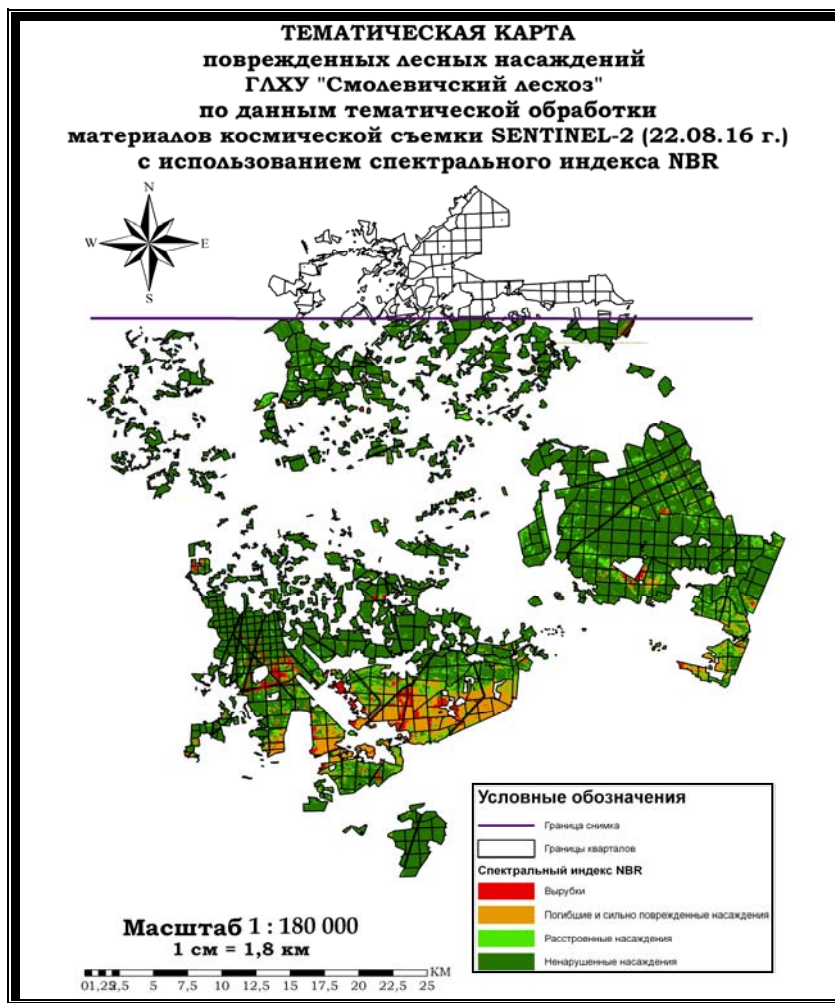 ТЕМАТИЧЕСКАЯ КАРТА
поврежденных лесных насаждений
ГЛХУ "Смолевичский лесхоз"
по данным тематической обработки
материалов космической съемки SENTINEL-2 (22.08.16 г.)
с использованием спектрального индекса NBR
N
W E
S
Условные обозначения
Граница снимка
Границы кварталов
Спектральный индекс NBR
Вырубки
Погибшие и сильно поврежденные насаждения
Расстроенные насаждения
Ненарушенные насаждения
Масштаб 1 : 180 000
1 см = 1,8 км
КМ
01,252,5 5 7,5 10 12,5 15 17,5 20 22,5 25